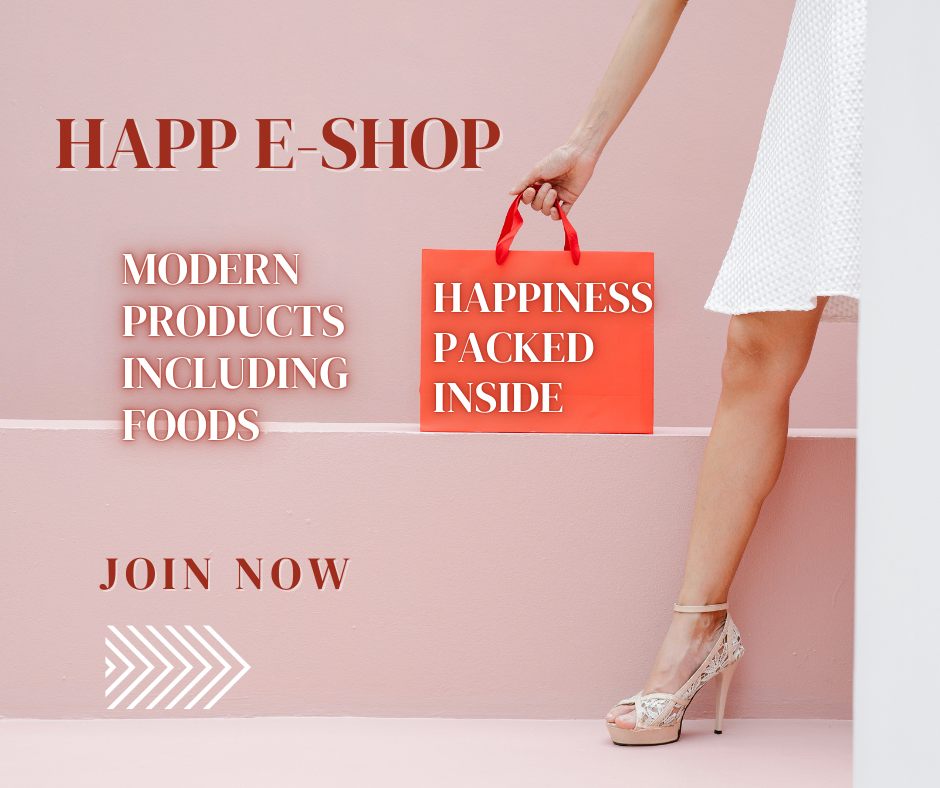 HAPP E-SHOP
MODERN
PRODUCTS
INCLUDING
FOODS
HAPPINESS
PACKED
INSIDE
JOIN NOW